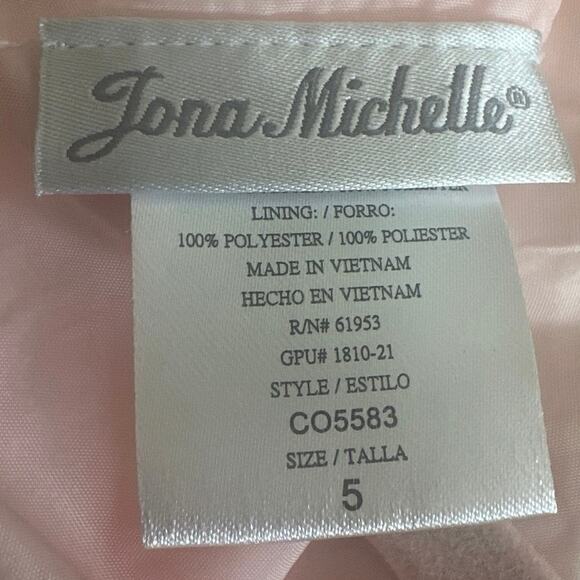 Jona Michelle®
LINING: / FORRO:
100% POLYESTER / 100% POLIESTER
MADE IN VIETNAM
HECHO EN VIETNAM
R/N# 61953
GPU# 1810-21
STYLE / ESTILO
CO5583
SIZE / TALLA
5